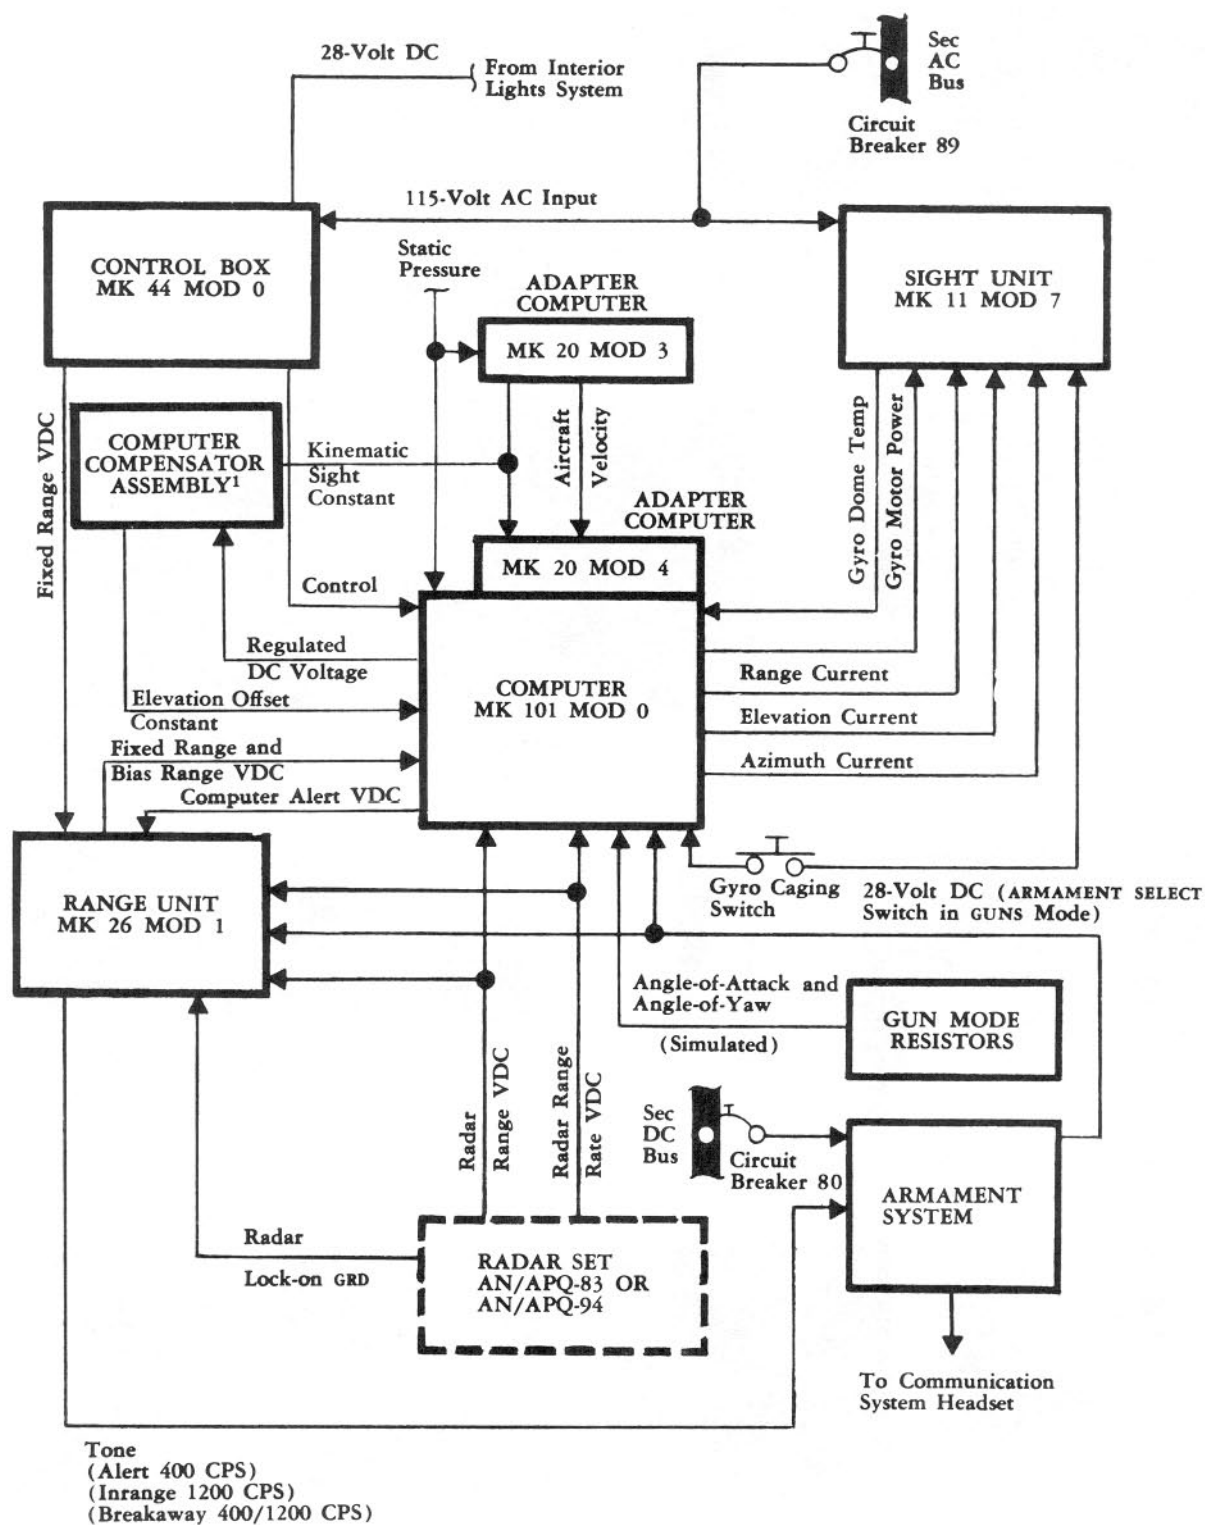 28-Volt DC
From Interior
Lights System
Sec
AC
Bus
Circuit
Breaker 89
115-Volt AC Input
CONTROL BOX
MK 44 MOD 0
Static
Pressure
ADAPTER
COMPUTER
MK 20 MOD 3
SIGHT UNIT
MK 11 MOD 7
Fixed Range VDC
COMPUTER
COMPENSATOR
ASSEMBLY¹
Kinematic
Sight
Constant
Aircraft
Velocity
Gyro Dome Temp
Gyro Motor Power
ADAPTER
COMPUTER
MK 20 MOD 4
Control
Regulated
DC Voltage
COMPUTER
MK 101 MOD 0
Range Current
Elevation Offset
Constant
Elevation Current
Fixed Range and
Bias Range VDC
Azimuth Current
Computer Alert VDC
RANGE UNIT
MK 26 MOD 1
Gyro Caging
Switch
28-Volt DC (ARMAMENT SELECT
Switch in GUNS Mode)
Angle-of-Attack and
Angle-of-Yaw
(Simulated)
GUN MODE
RESISTORS
Radar
Range VDC
Radar Range
Rate VDC
Sec
DC
Bus
Circuit
Breaker 80
ARMAMENT
SYSTEM
Radar
Lock-on GRD
RADAR SET
AN/APQ-83 OR
AN/APQ-94
To Communication
System Headset
Tone
(Alert 400 CPS)
(Inrange 1200 CPS)
(Breakaway 400/1200 CPS)